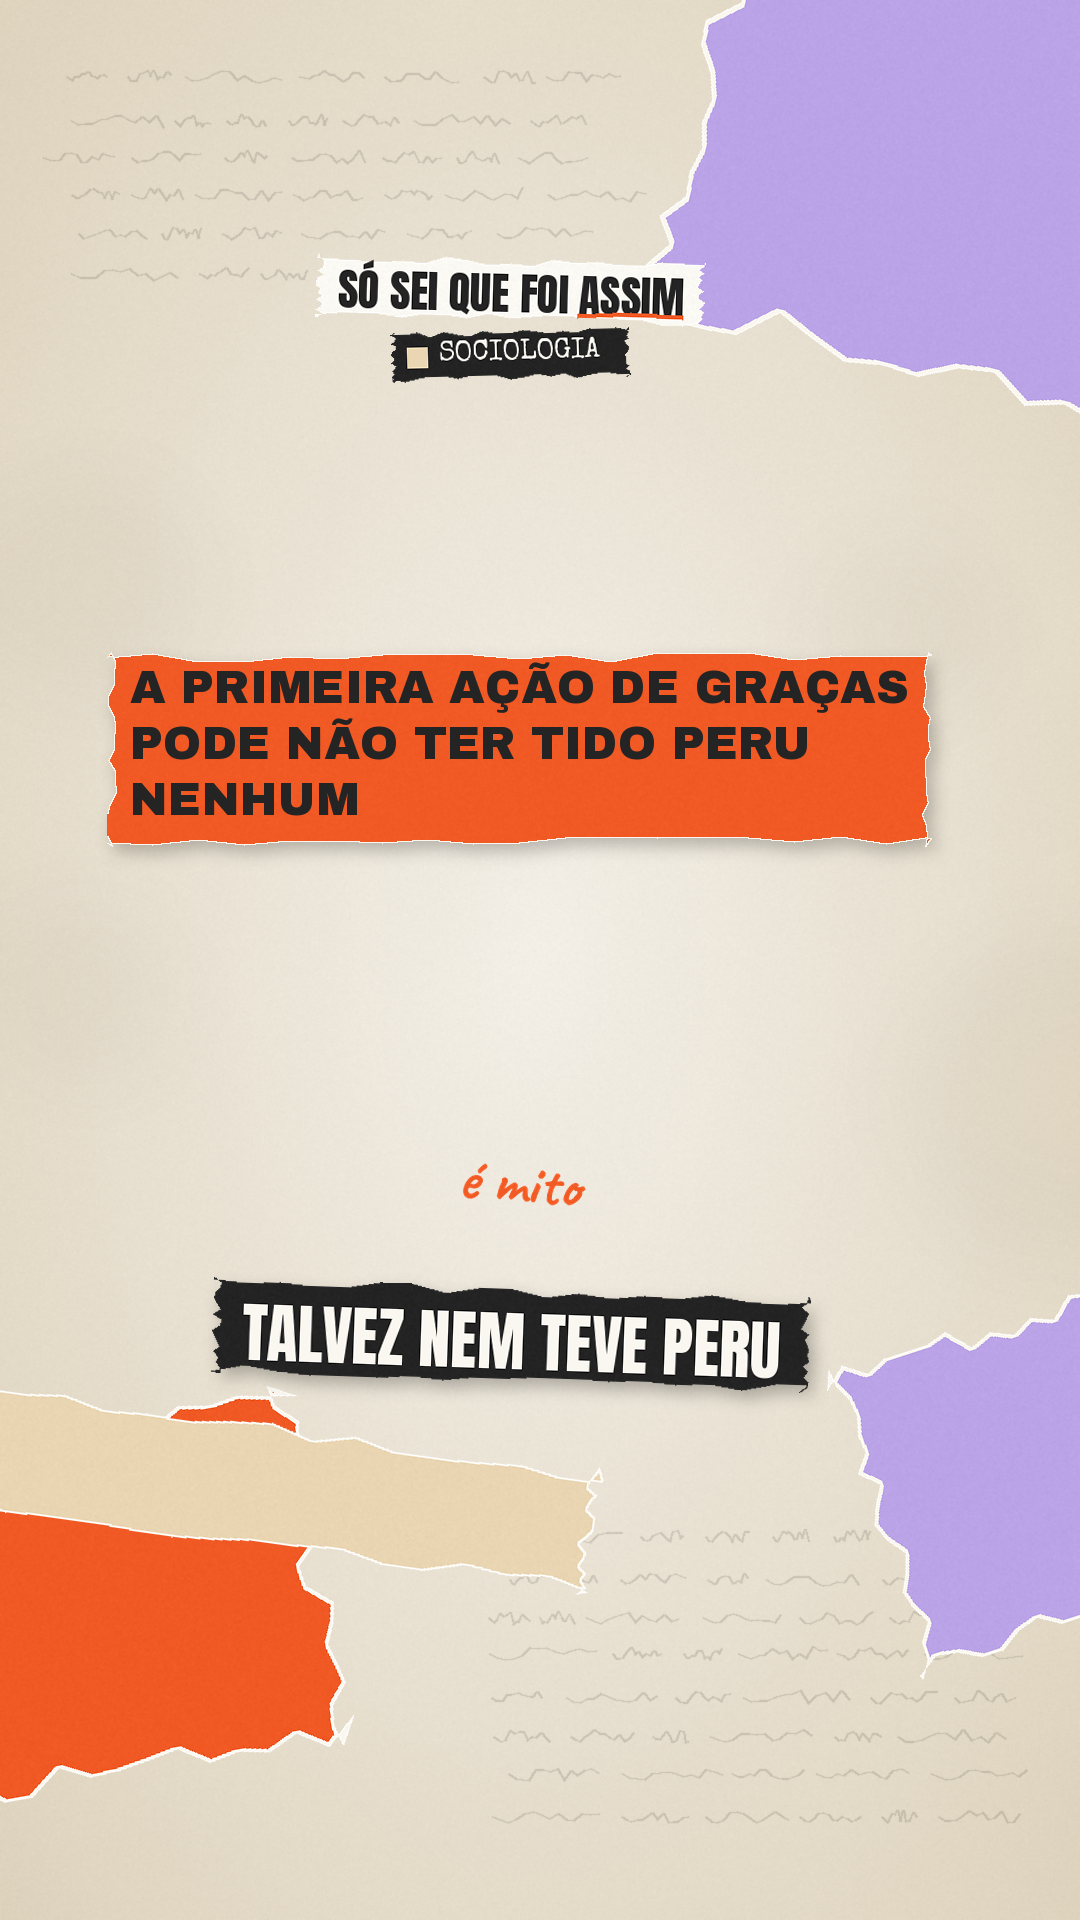 SÓ SEI QUE FOI ASSIM
SOCIOLOGIA
A PRIMEIRA AÇÃO DE GRAÇAS
PODE NÃO TER TIDO PERU
NENHUM
é mito
TALVEZ NEM TEVE PERU